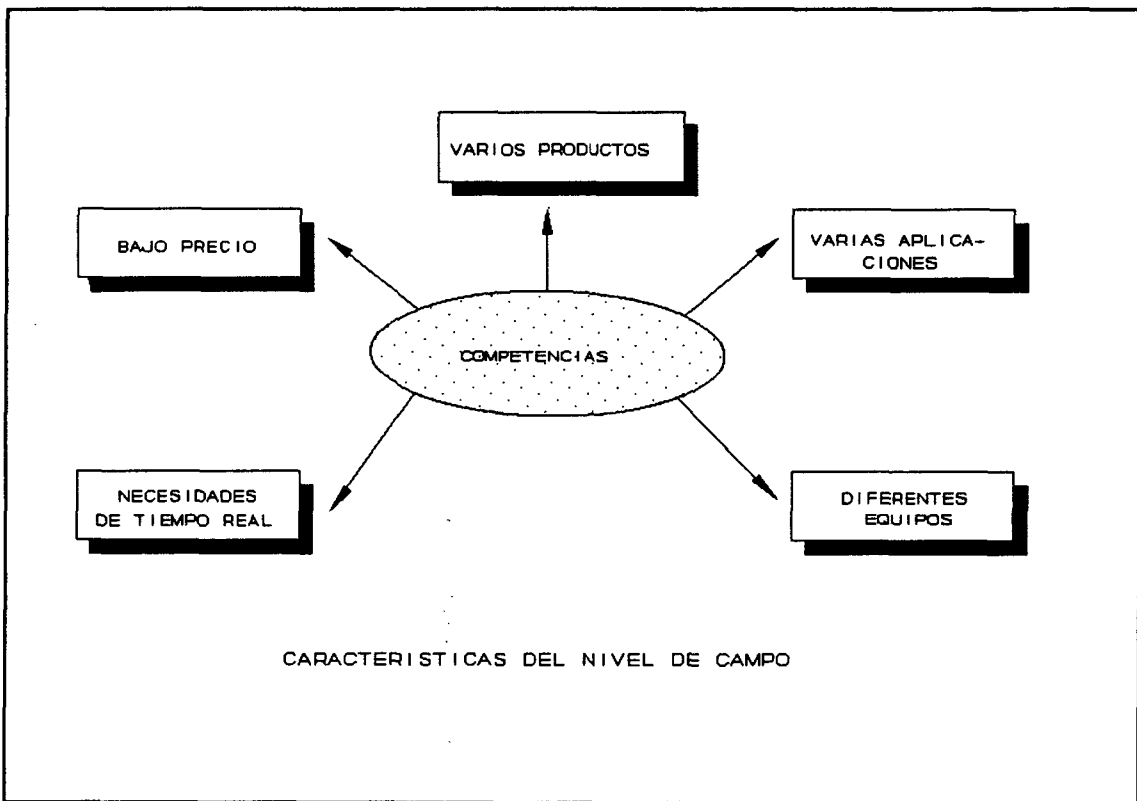 VARIOS PRODUCTOS
BAJO PRECIO
VARIAS APLICA-
CIONES
COMPETENCIAS
NECESIDADES
DE TIEMPO REAL
DIFERENTES
EQUIPOS
CARACTERISTICAS DEL NIVEL DE CAMPO